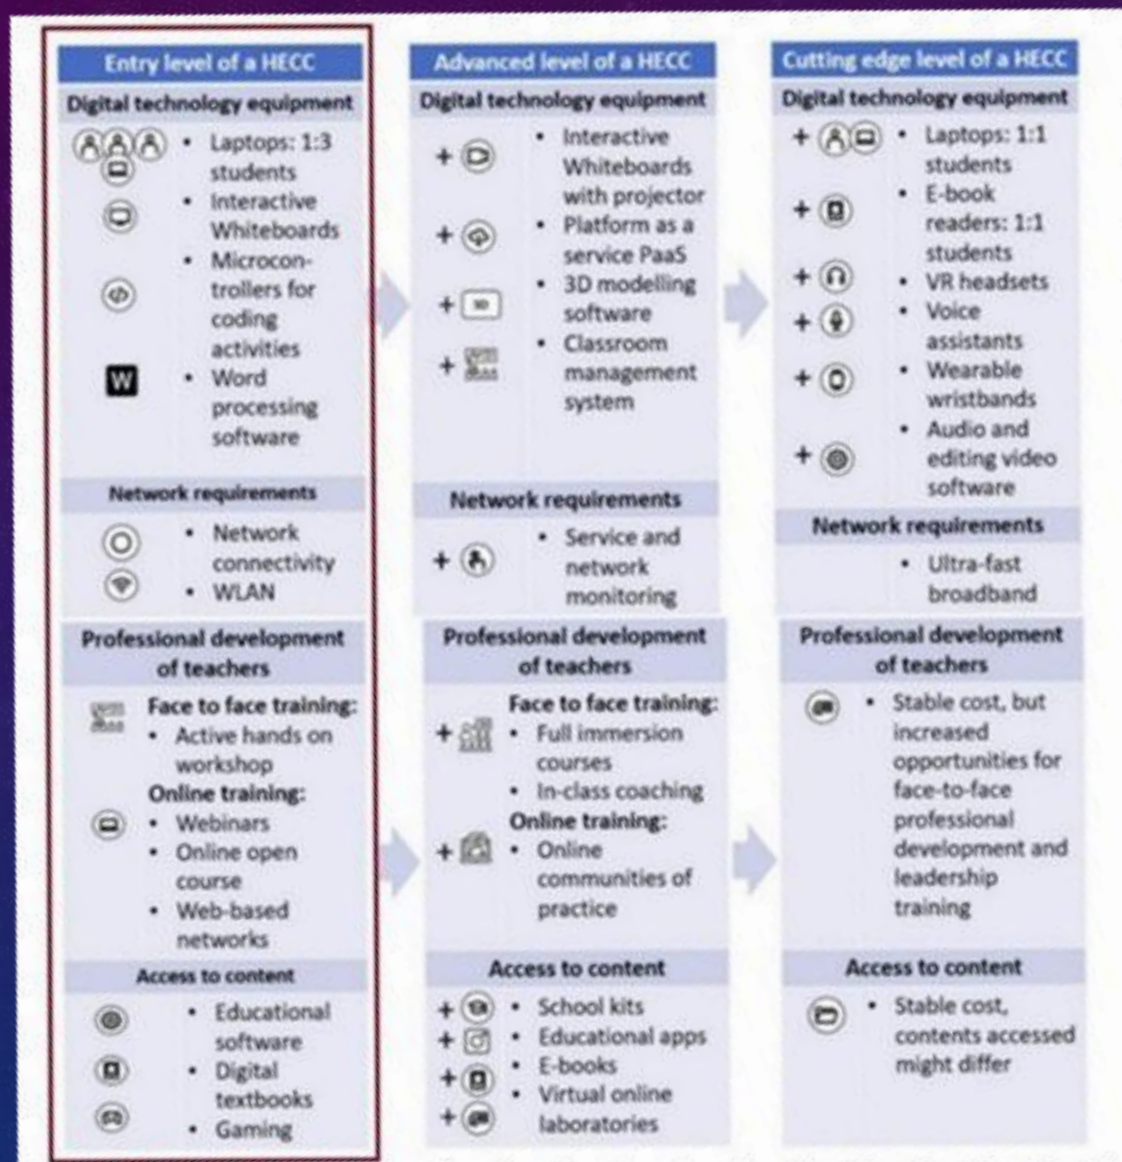 Entry level of a HECC
Digital technology equipment
• Laptops: 1:3
students
• Interactive
Whiteboards
• Microcon-
trollers for
coding
activities
W
• Word
processing
software
Network requirements
• Network
connectivity
• WLAN
Professional development
of teachers
Face to face training:
• Active hands on
workshop
Online training:
• Webinars
• Online open
course
• Web-based
networks
Access to content
• Educational
software
• Digital
textbooks
• Gaming
Advanced level of a HECC
Digital technology equipment
+ • Interactive
Whiteboards
with projector
+ • Platform as a
service PaaS
+ 3D • 3D modelling
software
+ • Classroom
management
system
Network requirements
+ • Service and
network
monitoring
Professional development
of teachers
Face to face training:
+ • Full immersion
courses
• In-class coaching
Online training:
+ • Online
communities of
practice
Access to content
+ • School kits
+ • Educational apps
+ • E-books
+ • Virtual online
laboratories
Cutting edge level of a HECC
Digital technology equipment
+ • Laptops: 1:1
students
+ • E-book
readers: 1:1
students
+ • VR headsets
+ • Voice
assistants
+ • Wearable
wristbands
+ • Audio and
editing video
software
Network requirements
• Ultra-fast
broadband
Professional development
of teachers
• Stable cost, but
increased
opportunities for
face-to-face
professional
development and
leadership
training
Access to content
• Stable cost,
contents accessed
might differ